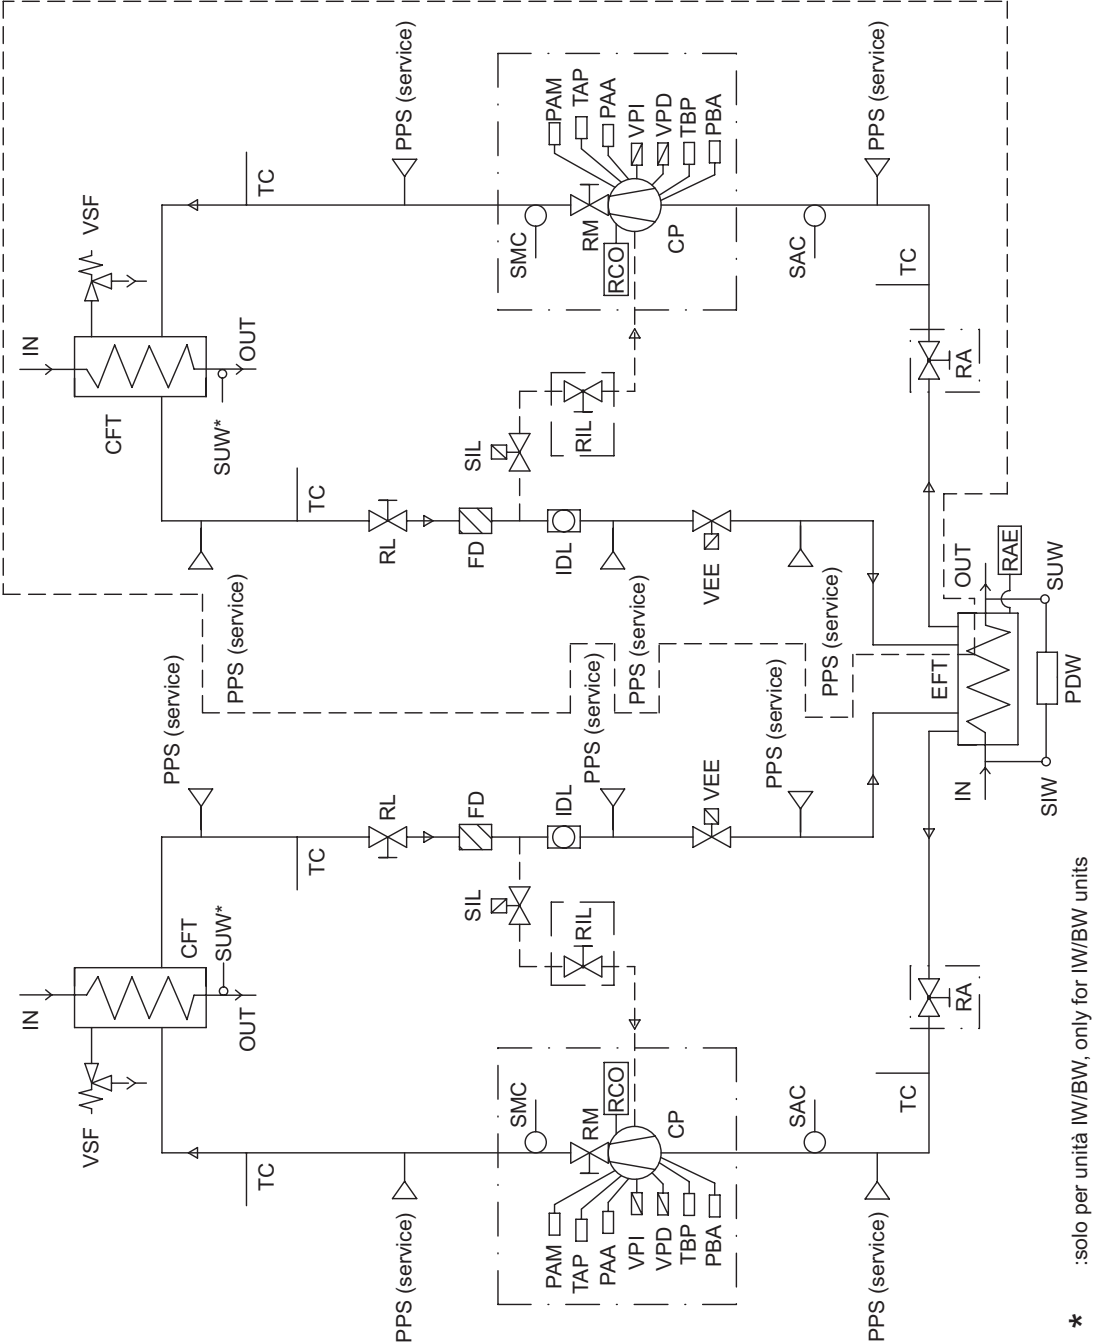 IN
IN
VSF
VSF
CFT
PPS (service)
CFT
SUW*
SUW*
PPS (service)
OUT
OUT
TC
TC
TC
TC
RL
RL
PPS (service)
PPS (service)
SIL
SIL
FD
FD
SMC
SMC
PAM
PAM
IDL
IDL
TAP
TAP
RIL
RIL
RM
RM
PPS (service)
PAA
PAA
RCO
RCO
VPI
VPI
PPS (service)
VPD
VPD
CP
CP
TBP
TBP
VEE
VEE
PBA
PBA
PPS (service)
SAC
SAC
PPS (service)
PPS (service)
PPS (service)
TC
TC
EFT
IN
OUT
RA
RA
RAE
SIW
SUW
PDW
* :solo per unità IW/BW, only for IW/BW units